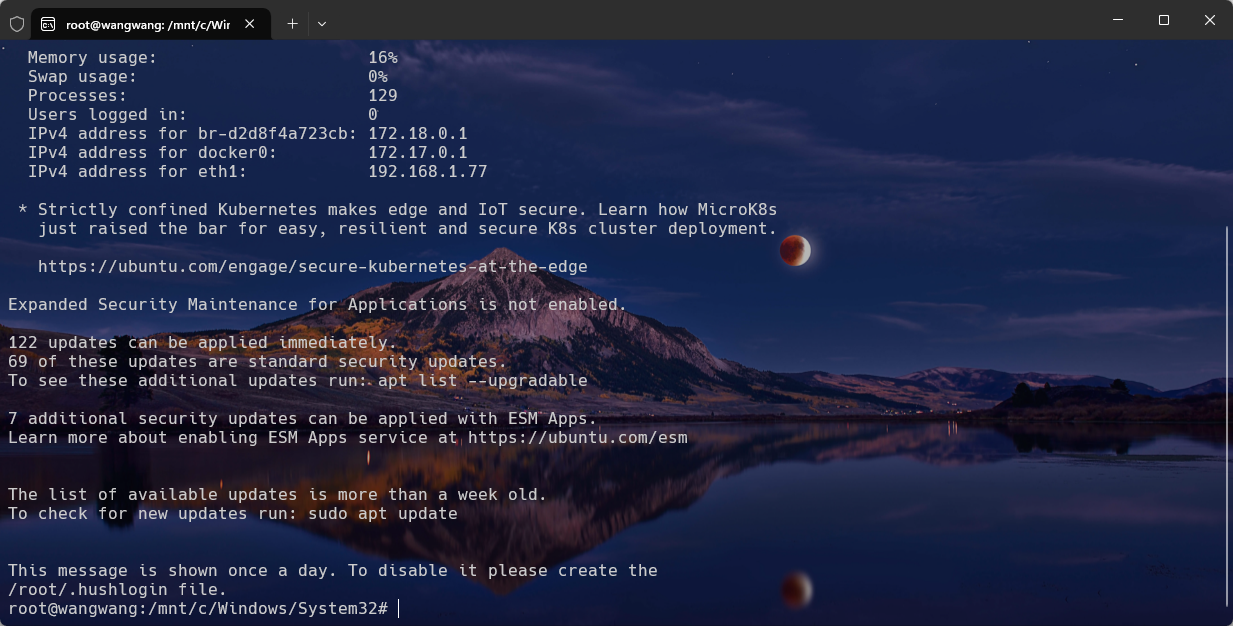 root@wangwang: /mnt/c/Wir
Memory usage: 16%
Swap usage: 0%
Processes: 129
Users logged in: 0
IPv4 address for br-d2d8f4a723cb: 172.18.0.1
IPv4 address for docker0: 172.17.0.1
IPv4 address for eth1: 192.168.1.77
* Strictly confined Kubernetes makes edge and IoT secure. Learn how MicroK8s
just raised the bar for easy, resilient and secure K8s cluster deployment.
https://ubuntu.com/engage/secure-kubernetes-at-the-edge
Expanded Security Maintenance for Applications is not enabled.
122 updates can be applied immediately.
69 of these updates are standard security updates.
To see these additional updates run: apt list --upgradable
7 additional security updates can be applied with ESM Apps.
Learn more about enabling ESM Apps service at https://ubuntu.com/esm
The list of available updates is more than a week old.
To check for new updates run: sudo apt update
This message is shown once a day. To disable it please create the
/root/.hushlogin file.
root@wangwang:/mnt/c/Windows/System32#